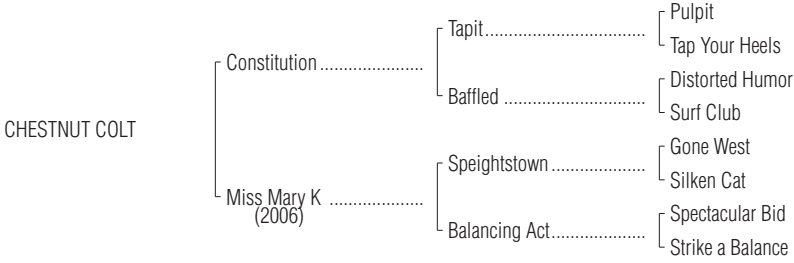 Pulpit
Tapit..................................
Tap Your Heels
Constitution......................
Distorted Humor
Baffled ..............................
Surf Club
CHESTNUT COLT
Gone West
Speightstown ....................
Silken Cat
Miss Mary K ....................
(2006)
Spectacular Bid
Balancing Act....................
Strike a Balance